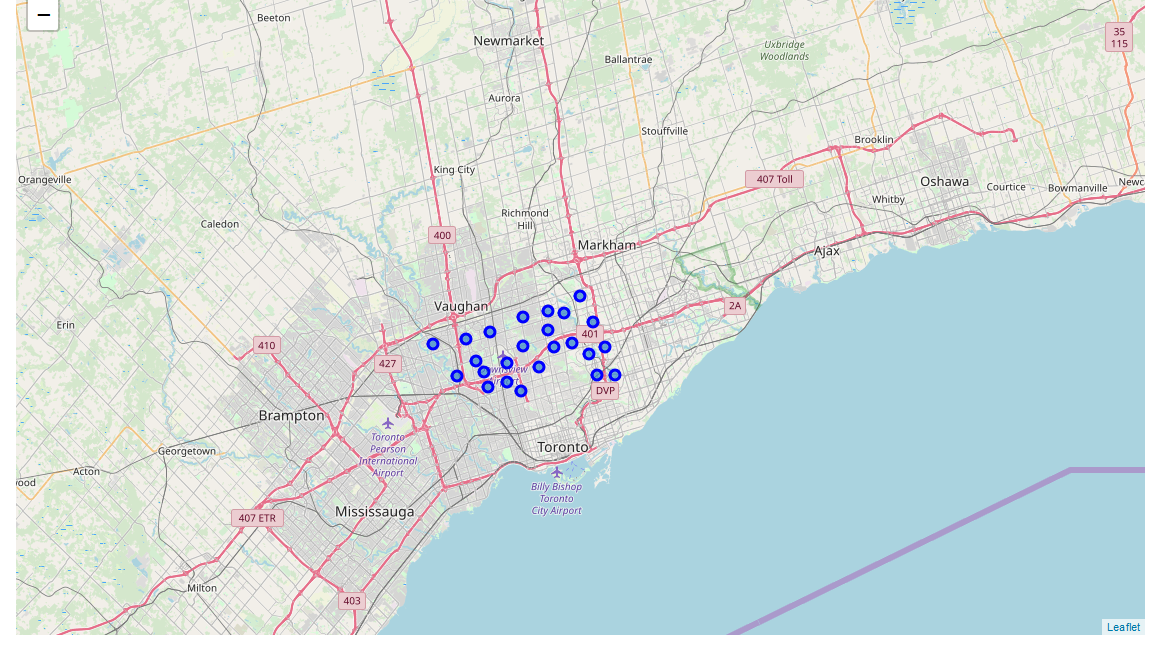 −
Beeton
Newmarket
Uxbridge
Woodlands
35
115
Ballantrae
Aurora
Stouffville
Brooklin
King City
407 Toll
Orangeville
Oshawa
Courtice
Bowmanville
Newc
Whitby
Richmond
Hill
Caledon
400
Markham
Ajax
Vaughan
2A
Erin
401
410
427
DVP
Brampton
Toronto
Pearson
International
Airport
Toronto
Georgetown
Acton
ood
Billy Bishop
Toronto
City Airport
Mississauga
407 ETR
Milton
403
Leaflet